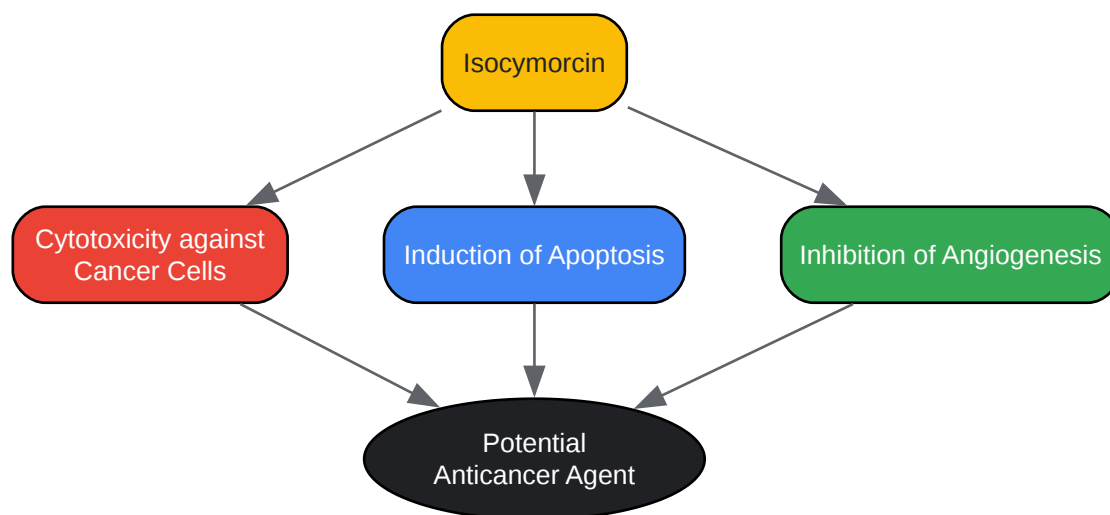 Isocymorcin
Cytotoxicity against
Cancer Cells
Induction of Apoptosis
Inhibition of Angiogenesis
Potential
Anticancer Agent